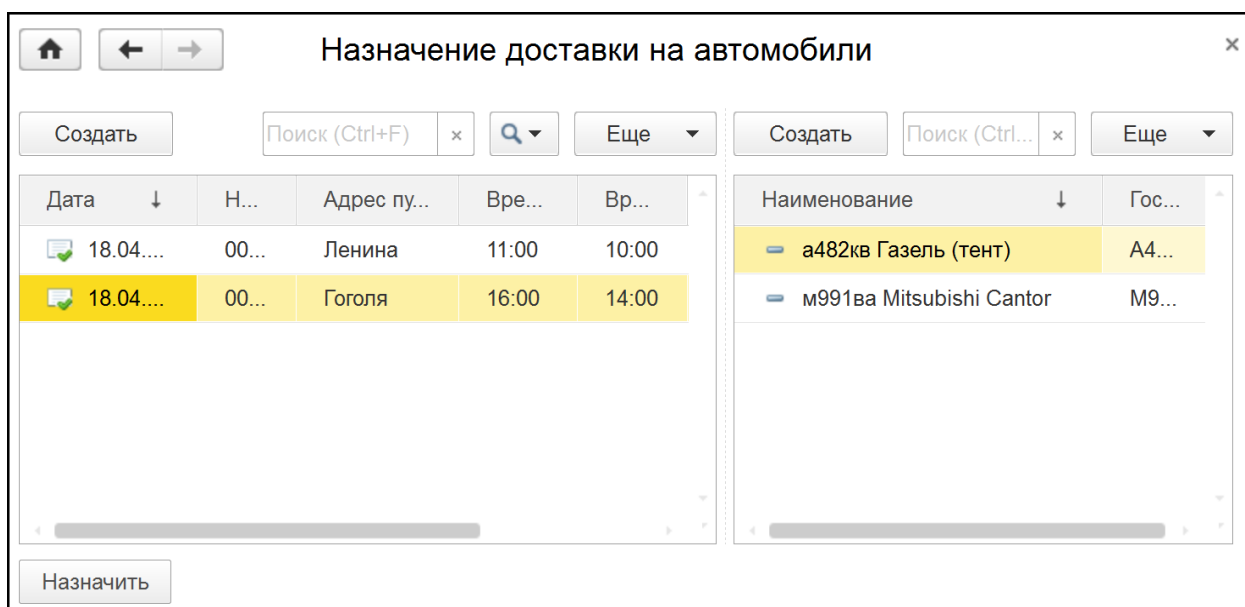 Назначение доставки на автомобили
Создать Поиск (Ctrl+F) Еще Создать Поиск (Ctrl... Еще
Дата Н... Адрес пу... Вре... Вр... Наименование Гос...
18.04.... 00... Ленина 11:00 10:00 а482кв Газель (тент) А4...
18.04.... 00... Гоголя 16:00 14:00 м991ва Mitsubishi Cantor М9...
Назначить